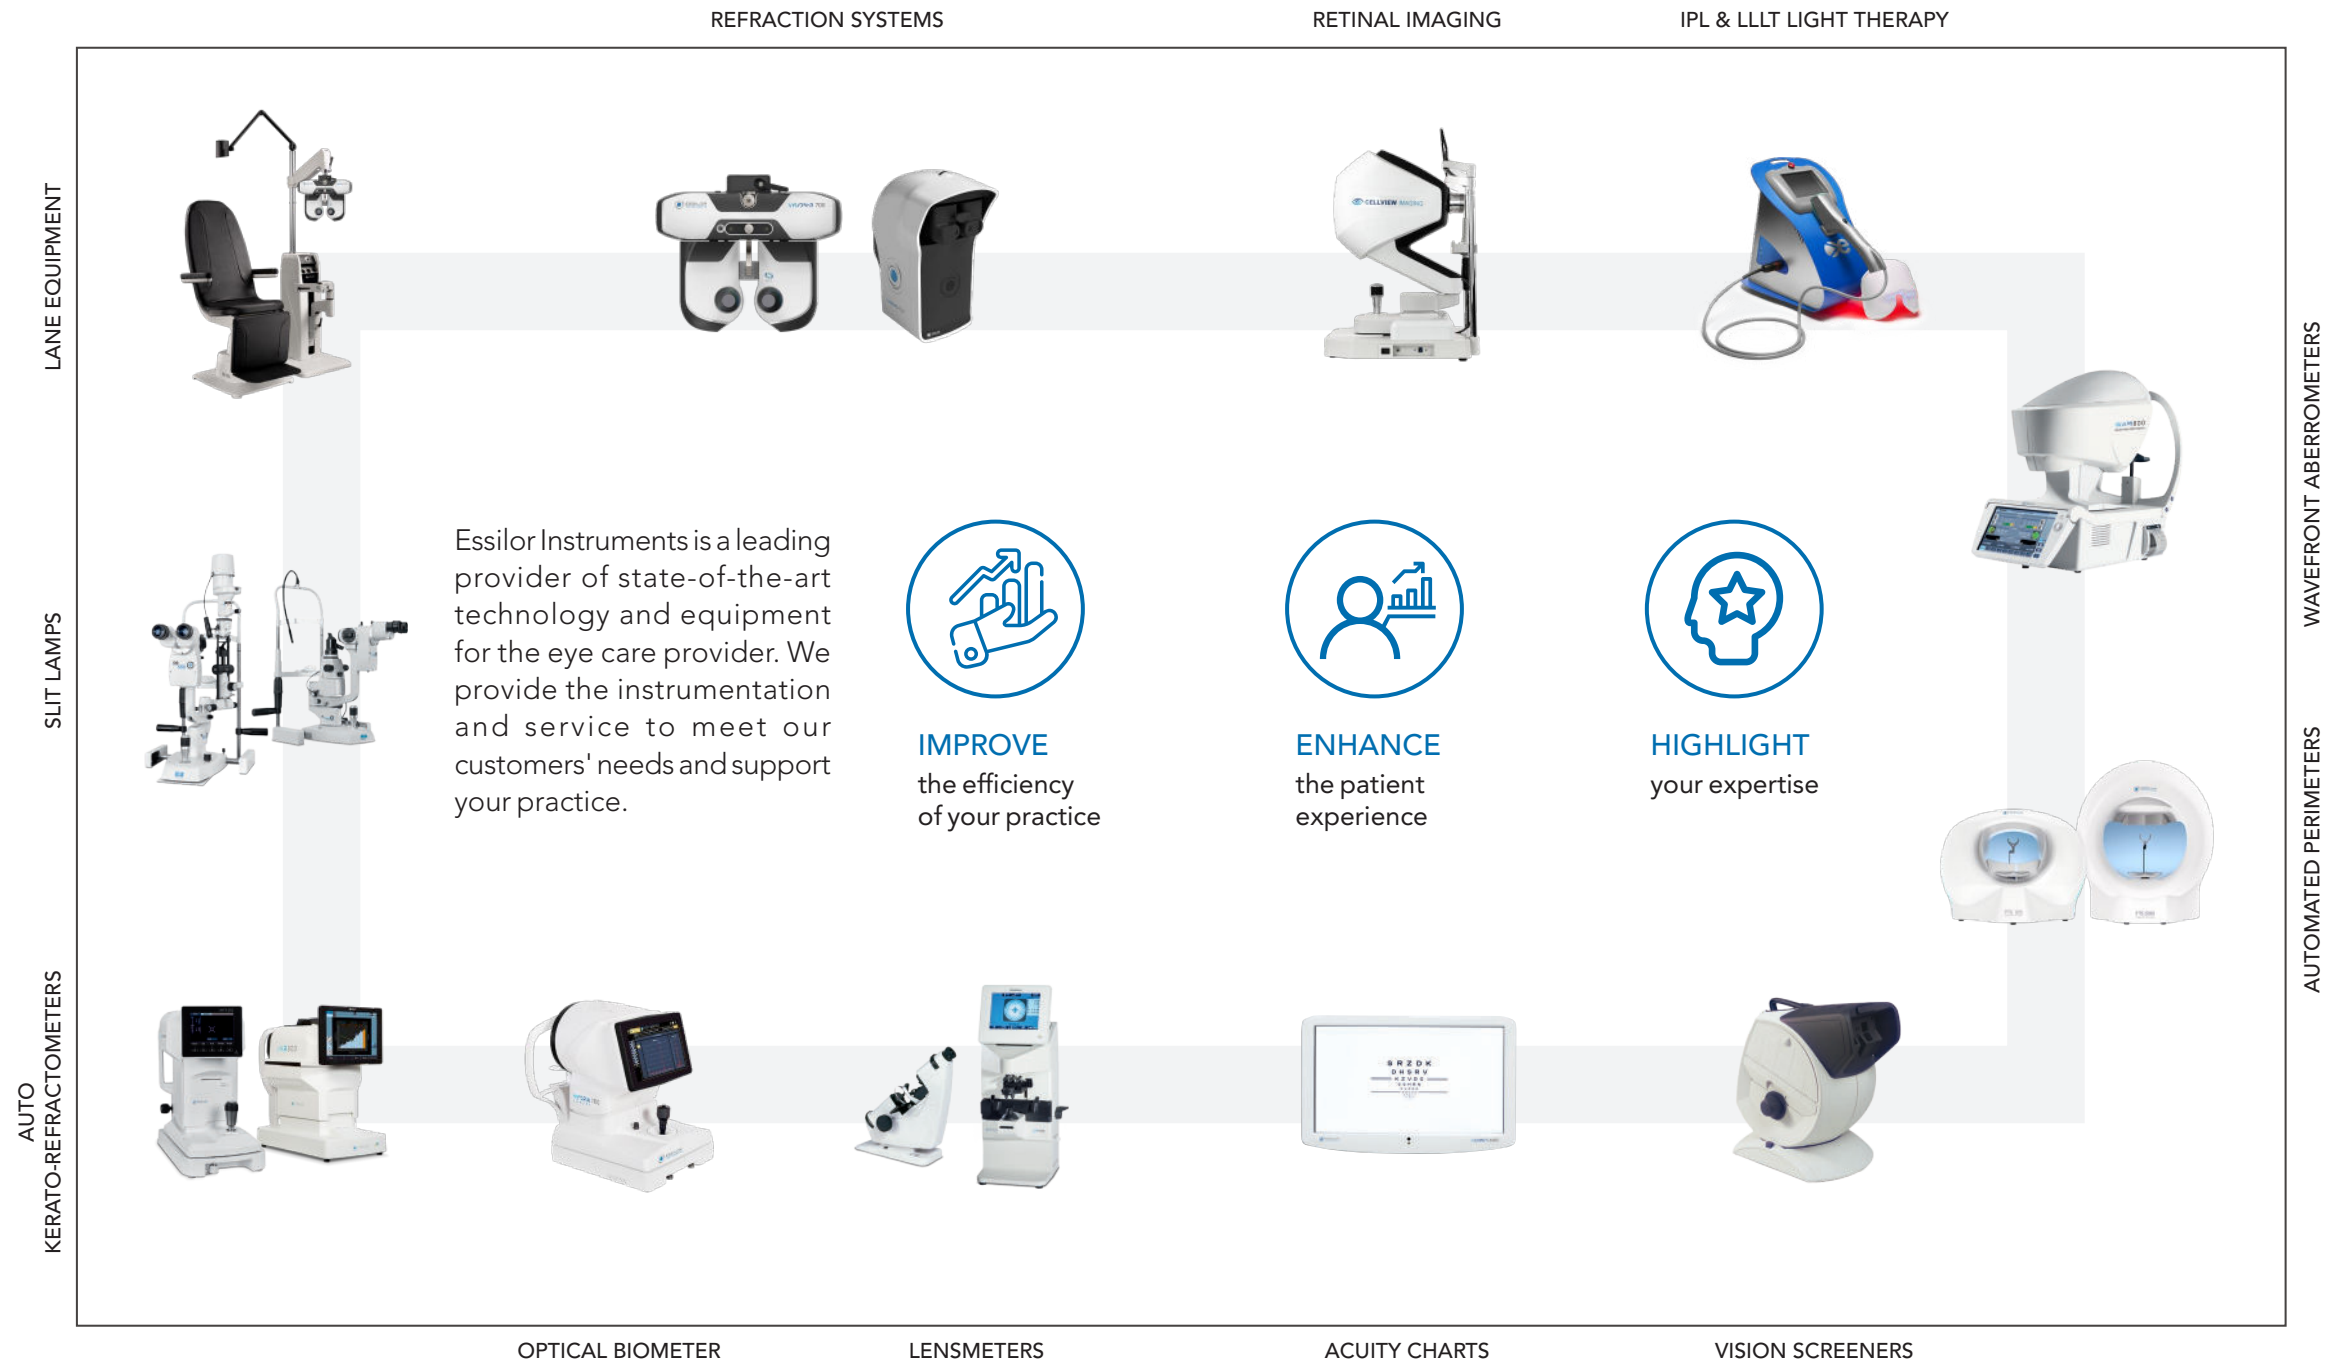 REFRACTION SYSTEMS
RETINAL IMAGING
IPL & LLLT LIGHT THERAPY
LANE EQUIPMENT
CELLVIEW IMAGING
WAVEFRONT ABERROMETERS
Essilor Instruments is a leading
provider of state-of-the-art
technology and equipment
for the eye care provider. We
provide the instrumentation
and service to meet our
customers' needs and support
your practice.
IMPROVE
the efficiency
of your practice
ENHANCE
the patient
experience
HIGHLIGHT
your expertise
SLIT LAMPS
AUTOMATED PERIMETERS
AUTO
KERATO-REFRACTOMETERS
SRZDK
OPTICAL BIOMETER
LENSMETERS
ACUITY CHARTS
VISION SCREENERS